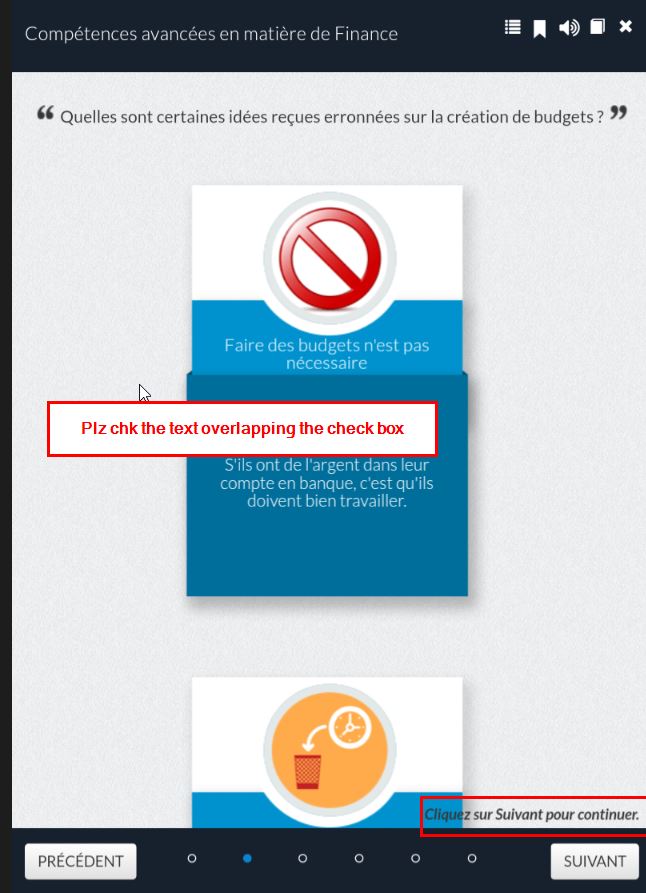 Compétences avancées en matière de Finance
“ Quelles sont certaines idées reçues erronnées sur la création de budgets ? ”
Faire des budgets n'est pas
nécessaire
Plz chk the text overlapping the check box
S'ils ont de l'argent dans leur
compte en banque, c'est qu'ils
doivent bien travailler.
Cliquez sur Suivant pour continuer.
PRÉCÉDENT
SUIVANT